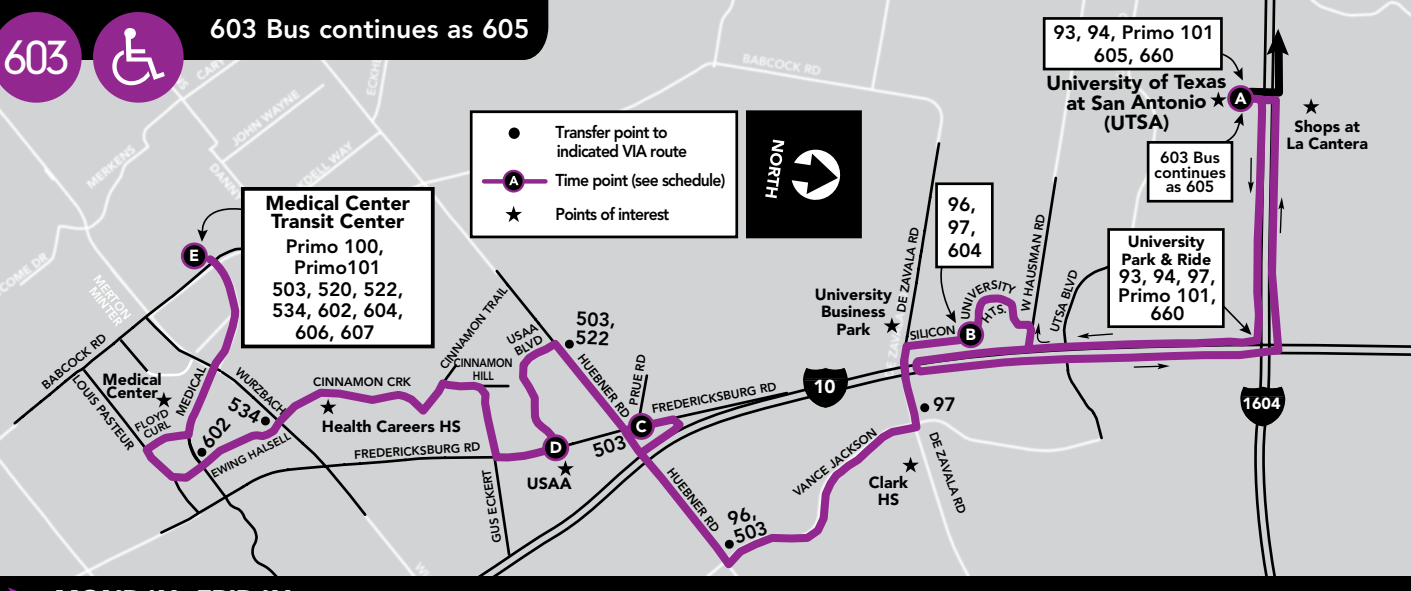 603
603 Bus continues as 605
93, 94, Primo 101
605, 660
University of Texas
at San Antonio
(UTSA)
A
Shops at
La Cantera
603 Bus
continues
as 605
Transfer point to
indicated VIA route
A
Time point (see schedule)
Points of interest
NORTH
BABCOCK RD
JOHN WAYNE
MERKENS
MERTON
MINTER
Medical Center
Transit Center
Primo 100,
Primo101
503, 520, 522,
534, 602, 604,
606, 607
E
96,
97,
604
University
Park & Ride
93, 94, 97,
Primo 101,
660
University
Business
Park
DE ZAVALA RD
SILICON
B
UNIVERSITY
HTS.
W HAUSMAN RD
UTSA BLVD
BABCOCK RD
LOUIS PASTEUR
Medical
Center
FLOYD
CURL
MEDICAL
WURZBACH
534
602
EWING HALSELL
CINNAMON CRK
Health Careers HS
CINNAMON TRAIL
CINNAMON
HILL
USAA
BLVD
503,
522
HUEBNER RD
PRUE RD
C
FREDERICKSBURG RD
10
1604
FREDERICKSBURG RD
D
503
USAA
GUS ECKERT
HUEBNER RD
96,
503
VANCE JACKSON
97
Clark
HS
DE ZAVALA RD